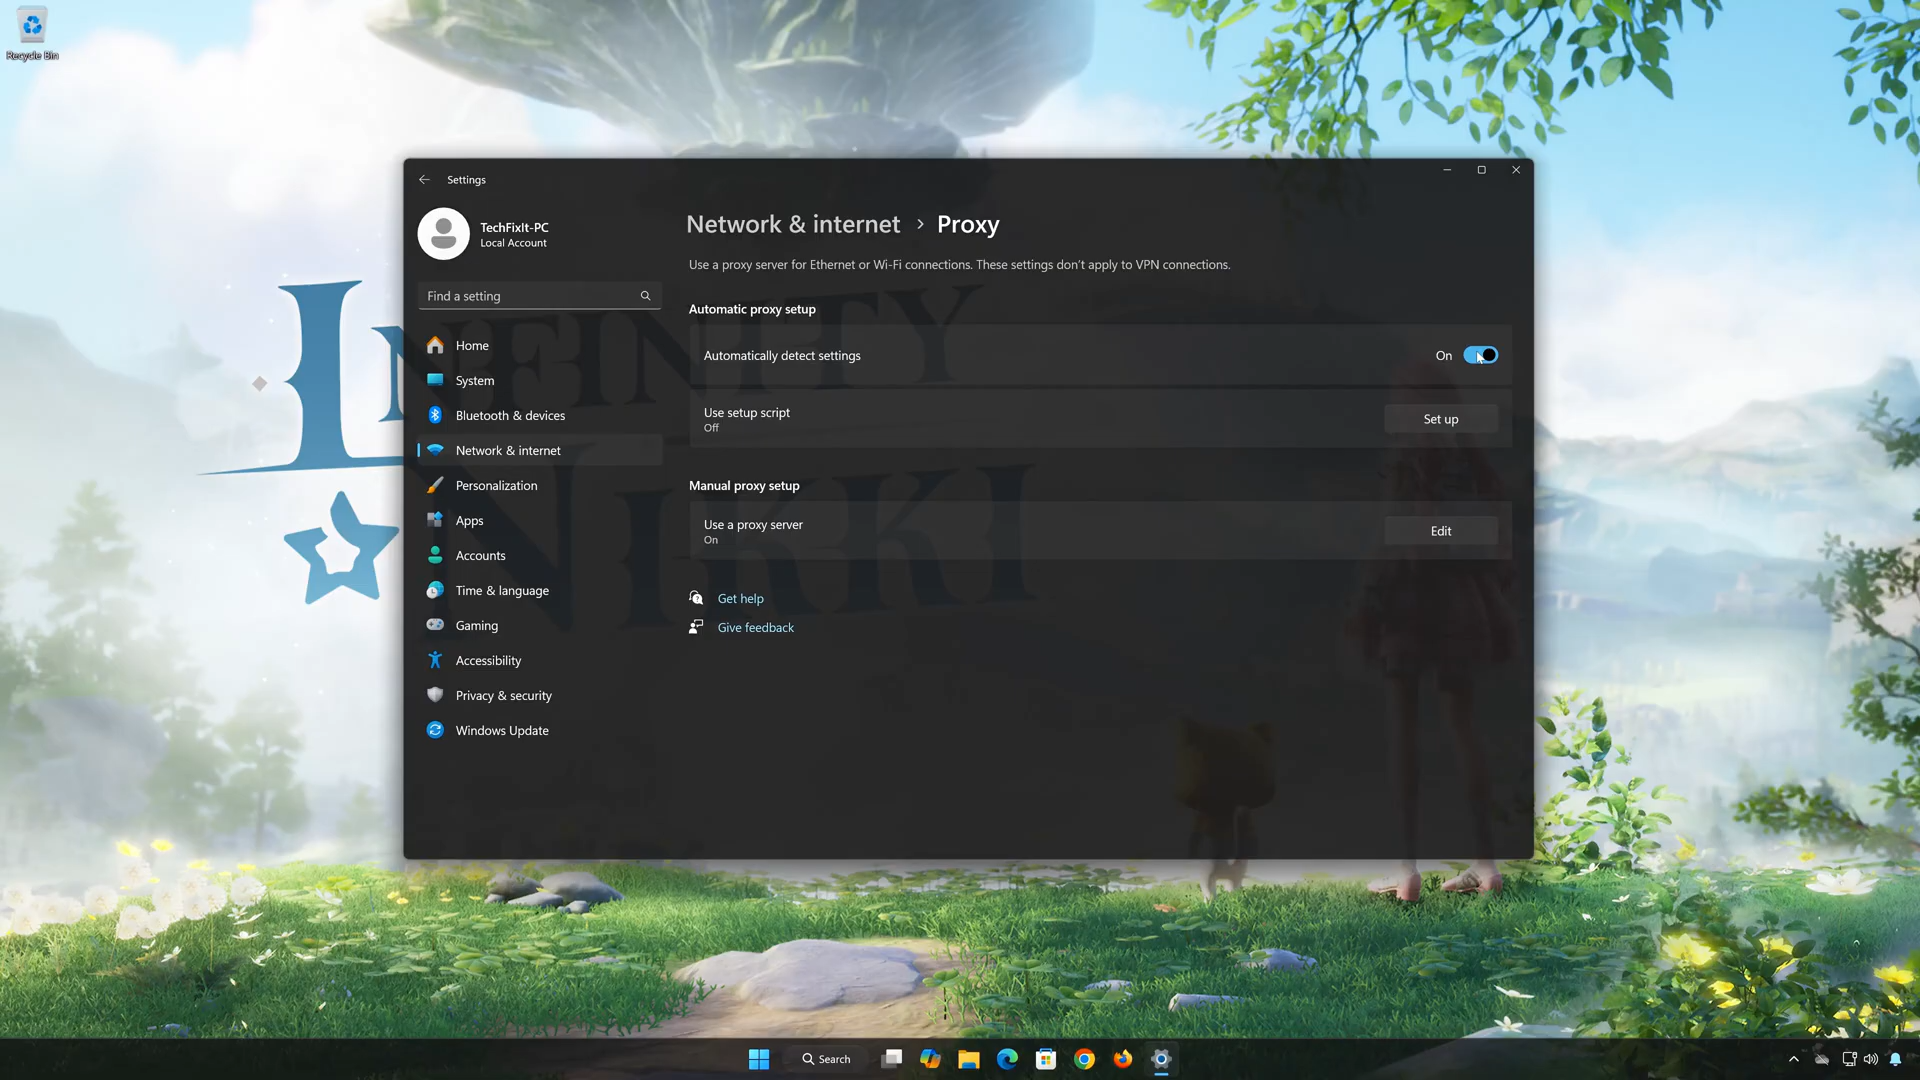 Recycle Bin
Settings
TechFixIt-PC
Local Account
Find a setting
Home
System
Bluetooth & devices
Network & internet
Personalization
Apps
Accounts
Time & language
Gaming
Accessibility
Privacy & security
Windows Update
Network & internet > Proxy
Use a proxy server for Ethernet or Wi-Fi connections. These settings don't apply to VPN connections.
Automatic proxy setup
Automatically detect settings
On
Use setup script
Off
Set up
Manual proxy setup
Use a proxy server
On
Edit
Get help
Give feedback
INFINITY
NIKKI
Search